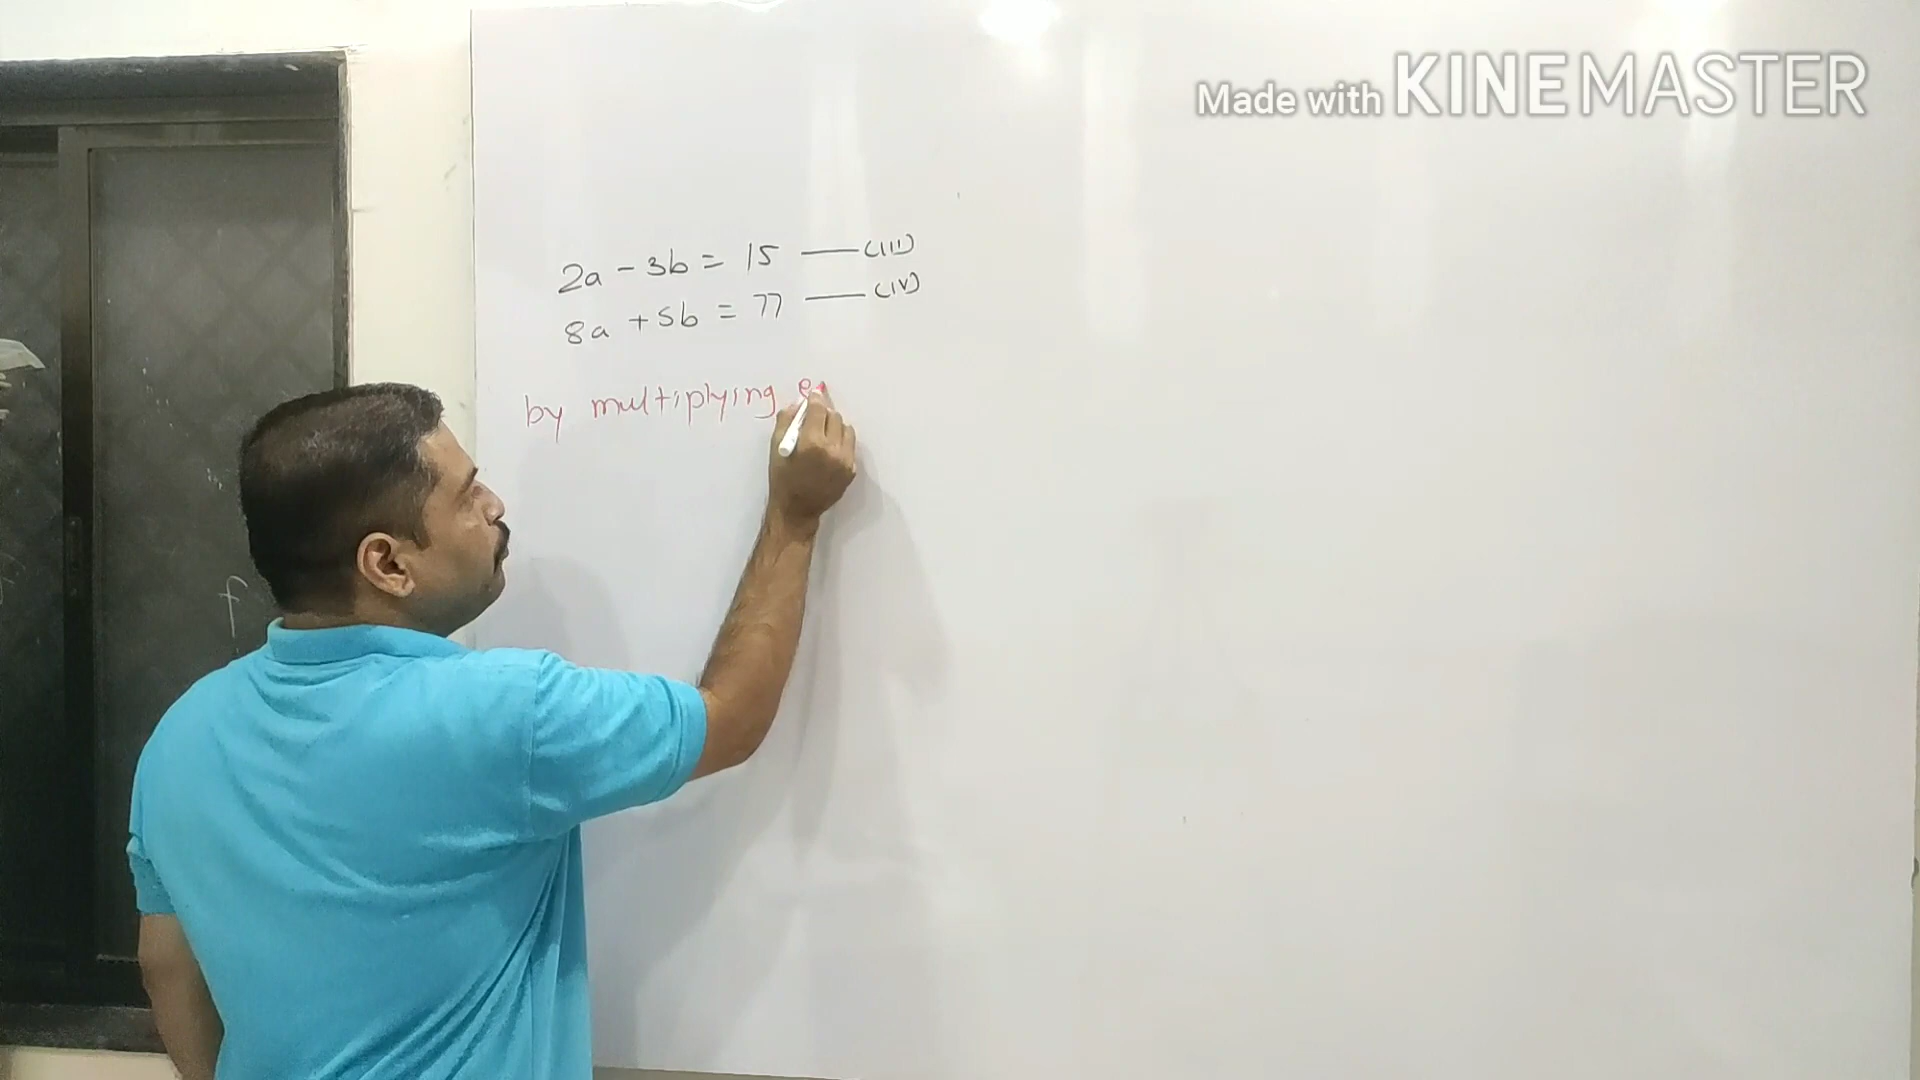 Made with KINEMASTER
2a - 3b = 15 —— (III)
8a + 5b = 77 —— (IV)
by multiplying
f